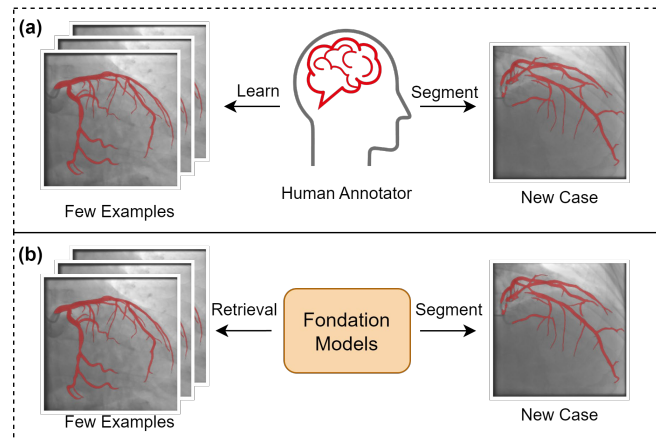 (a)
Learn
Segment
Few Examples
Human Annotator
New Case
(b)
Retrieval
Fondation
Models
Segment
Few Examples
New Case